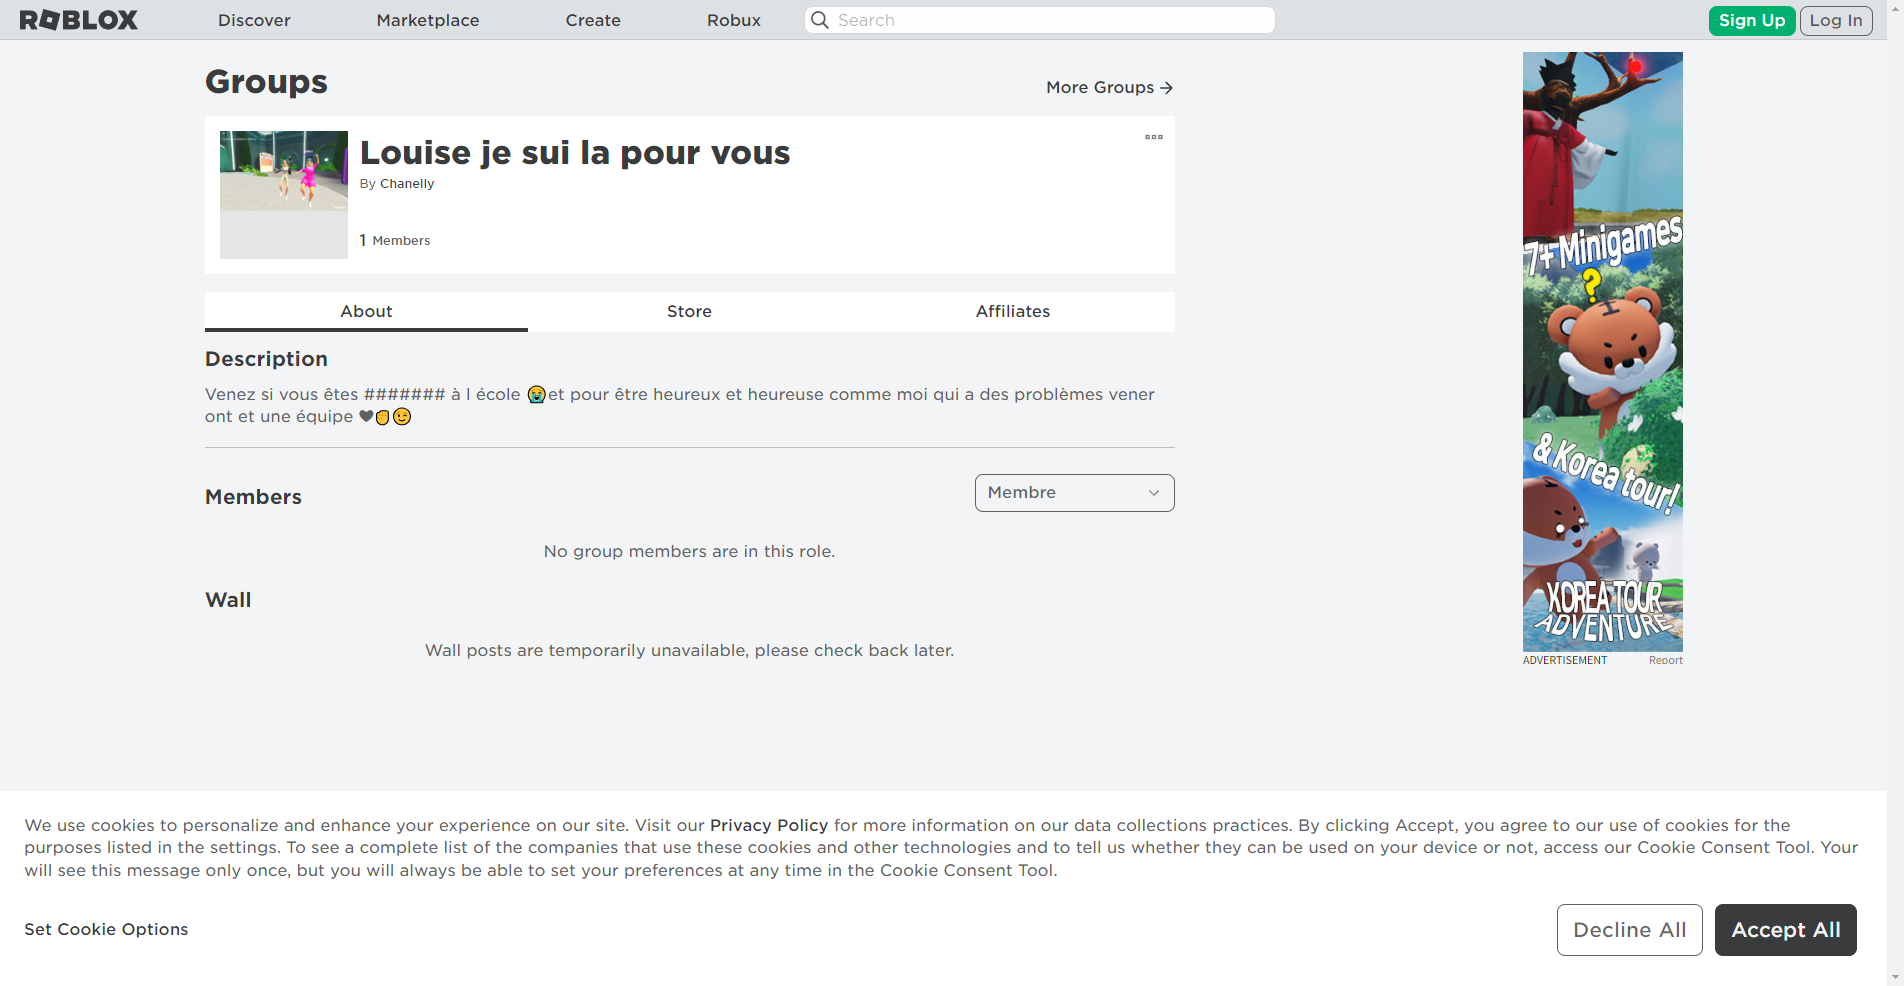 ROBLOX
Discover
Marketplace
Create
Robux
Search
Sign Up
Log In
Groups
More Groups
Louise je sui la pour vous
By Chanelly
1 Members
About
Store
Affiliates
Description
Venez si vous êtes ####### à l école 😭et pour être heureux et heureuse comme moi qui a des problèmes vener
ont et une équipe ❤✊😉
Members
Membre
No group members are in this role.
Wall
Wall posts are temporarily unavailable, please check back later.
7+ Minigames
?
& Korea tour!
KOREA TOUR
ADVENTURE
ADVERTISEMENT
Report
We use cookies to personalize and enhance your experience on our site. Visit our Privacy Policy for more information on our data collections practices. By clicking Accept, you agree to our use of cookies for the
purposes listed in the settings. To see a complete list of the companies that use these cookies and other technologies and to tell us whether they can be used on your device or not, access our Cookie Consent Tool. Your
will see this message only once, but you will always be able to set your preferences at any time in the Cookie Consent Tool.
Set Cookie Options
Decline All
Accept All